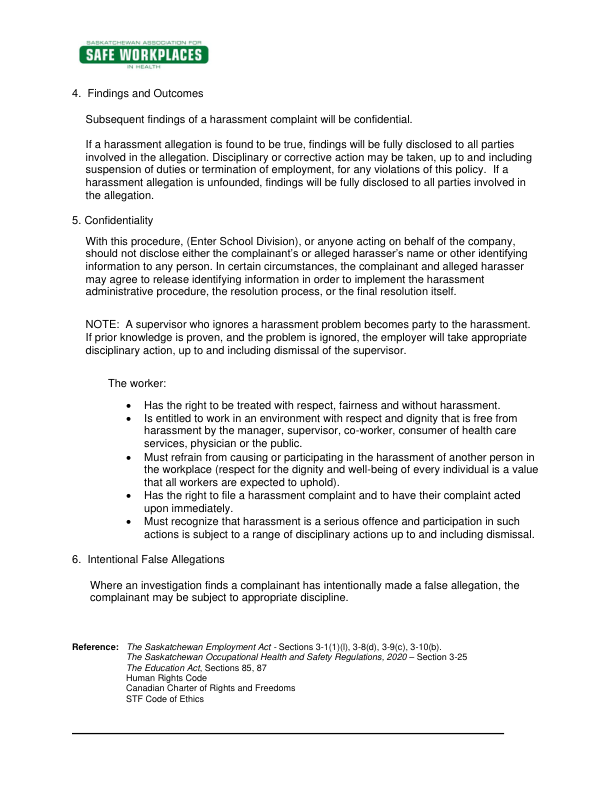 SASKATCHEWAN ASSOCIATION FOR
SAFE WORKPLACES
IN HEALTH
4.  Findings and Outcomes
Subsequent findings of a harassment complaint will be confidential.
If a harassment allegation is found to be true, findings will be fully disclosed to all parties
involved in the allegation. Disciplinary or corrective action may be taken, up to and including
suspension of duties or termination of employment, for any violations of this policy.  If a
harassment allegation is unfounded, findings will be fully disclosed to all parties involved in
the allegation.
5. Confidentiality
With this procedure, (Enter School Division), or anyone acting on behalf of the company,
should not disclose either the complainant's or alleged harasser's name or other identifying
information to any person. In certain circumstances, the complainant and alleged harasser
may agree to release identifying information in order to implement the harassment
administrative procedure, the resolution process, or the final resolution itself.
NOTE:  A supervisor who ignores a harassment problem becomes party to the harassment.
If prior knowledge is proven, and the problem is ignored, the employer will take appropriate
disciplinary action, up to and including dismissal of the supervisor.
The worker:
• Has the right to be treated with respect, fairness and without harassment.
• Is entitled to work in an environment with respect and dignity that is free from
harassment by the manager, supervisor, co-worker, consumer of health care
services, physician or the public.
• Must refrain from causing or participating in the harassment of another person in
the workplace (respect for the dignity and well-being of every individual is a value
that all workers are expected to uphold).
• Has the right to file a harassment complaint and to have their complaint acted
upon immediately.
• Must recognize that harassment is a serious offence and participation in such
actions is subject to a range of disciplinary actions up to and including dismissal.
6.  Intentional False Allegations
Where an investigation finds a complainant has intentionally made a false allegation, the
complainant may be subject to appropriate discipline.
Reference: The Saskatchewan Employment Act - Sections 3-1(1)(l), 3-8(d), 3-9(c), 3-10(b).
The Saskatchewan Occupational Health and Safety Regulations, 2020 – Section 3-25
The Education Act, Sections 85, 87
Human Rights Code
Canadian Charter of Rights and Freedoms
STF Code of Ethics